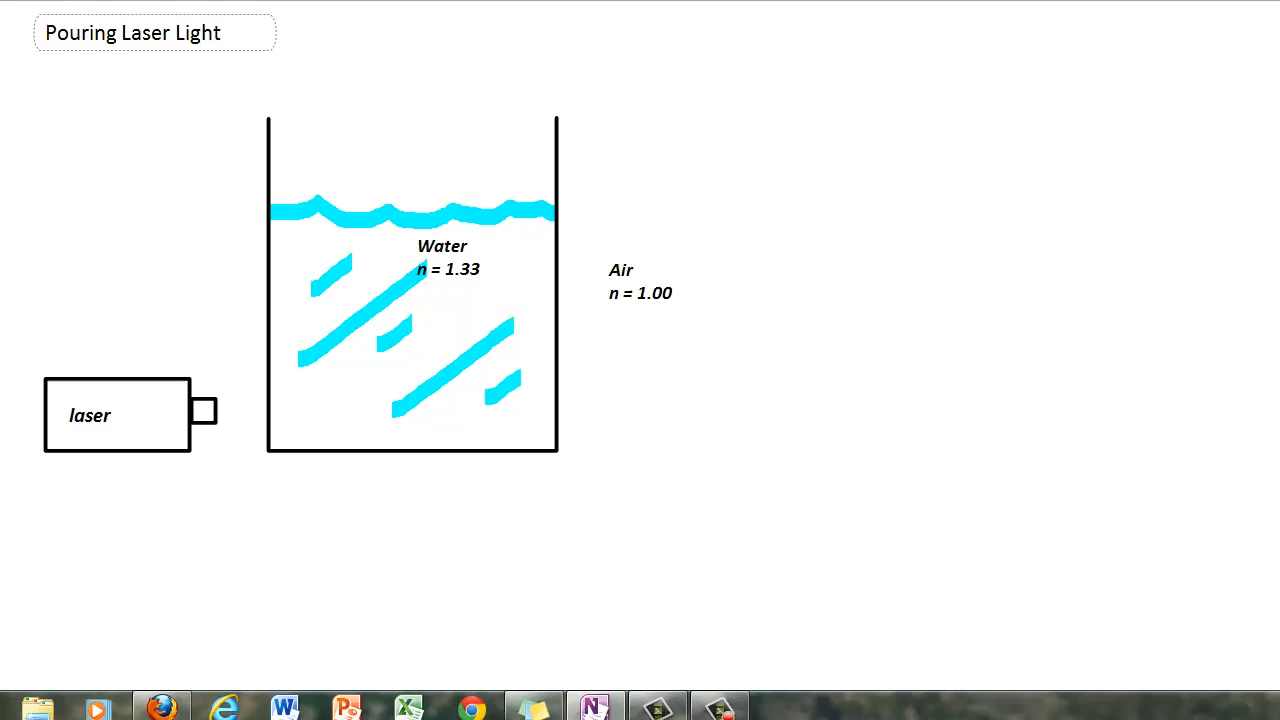 Pouring Laser Light
Water
n = 1.33
Air
n = 1.00
laser